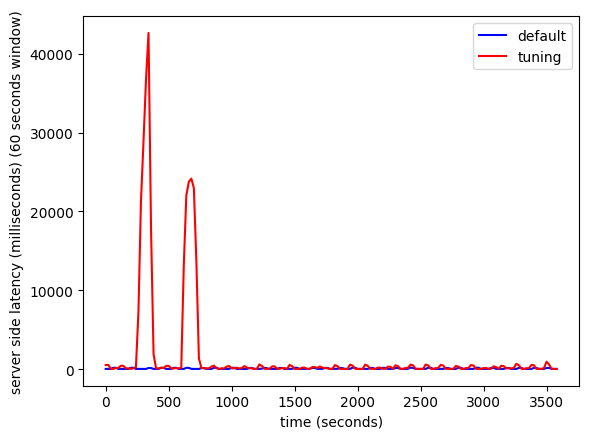 default
tuning
server side latency (milliseconds) (60 seconds window)
40000
30000
20000
10000
0
0 500 1000 1500 2000 2500 3000 3500
time (seconds)